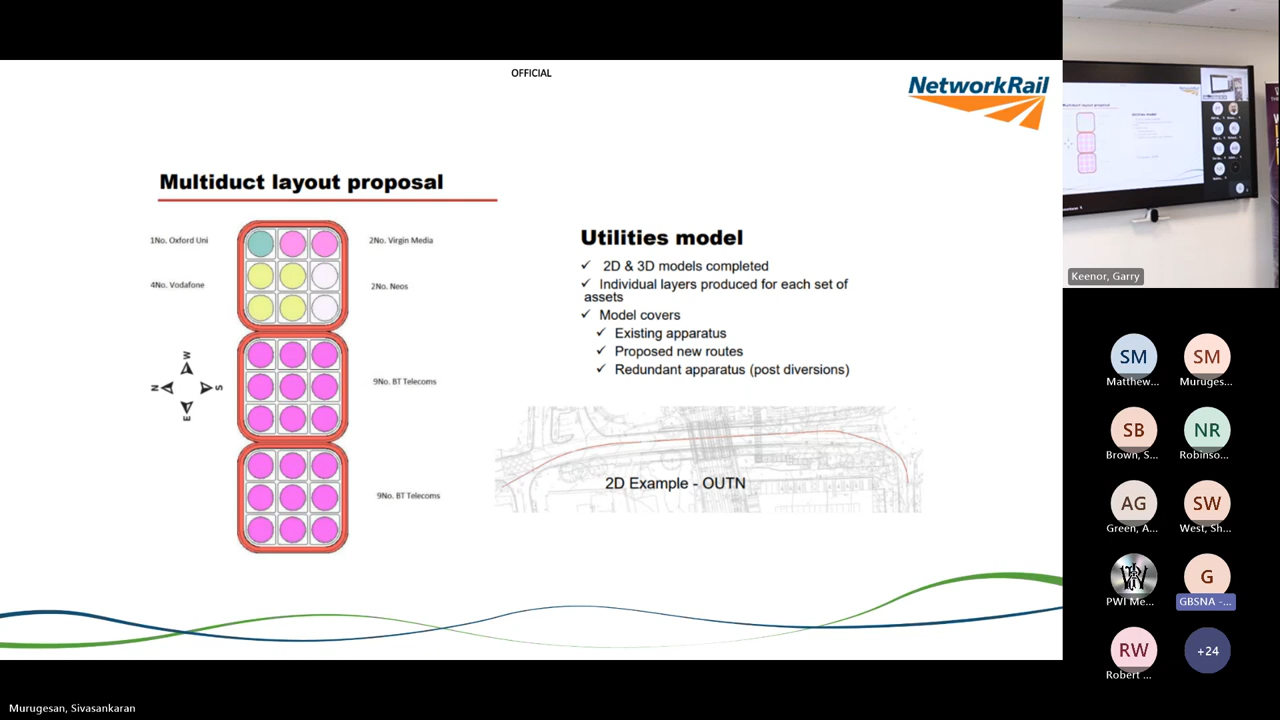 OFFICIAL
NetworkRail
Multiduct layout proposal
1No. Oxford Uni
2No. Virgin Media
4No. Vodafone
2No. Neos
W
N
S
E
9No. BT Telecoms
9No. BT Telecoms
Utilities model
✓ 2D & 3D models completed
✓ Individual layers produced for each set of
assets
✓ Model covers
✓ Existing apparatus
✓ Proposed new routes
✓ Redundant apparatus (post diversions)
2D Example - OUTN
Keenor, Garry
SM
SM
Matthew...
Muruges...
SB
NR
Brown, S...
Robinso...
AG
SW
Green, A...
West, Sh...
G
PWI Me...
GBSNA -...
RW
+24
Robert ...
Murugesan, Sivasankaran